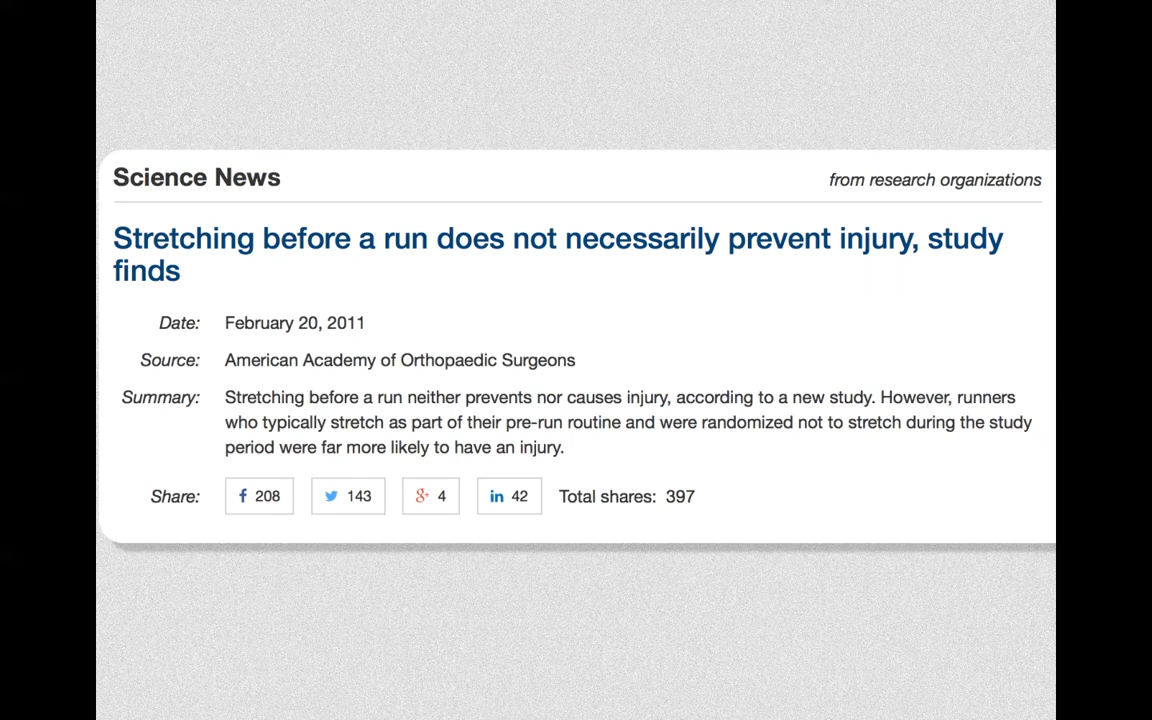 Science News
from research organizations
Stretching before a run does not necessarily prevent injury, study
finds
Date: February 20, 2011
Source: American Academy of Orthopaedic Surgeons
Summary: Stretching before a run neither prevents nor causes injury, according to a new study. However, runners
who typically stretch as part of their pre-run routine and were randomized not to stretch during the study
period were far more likely to have an injury.
Share: f 208 143 g+ 4 in 42 Total shares: 397